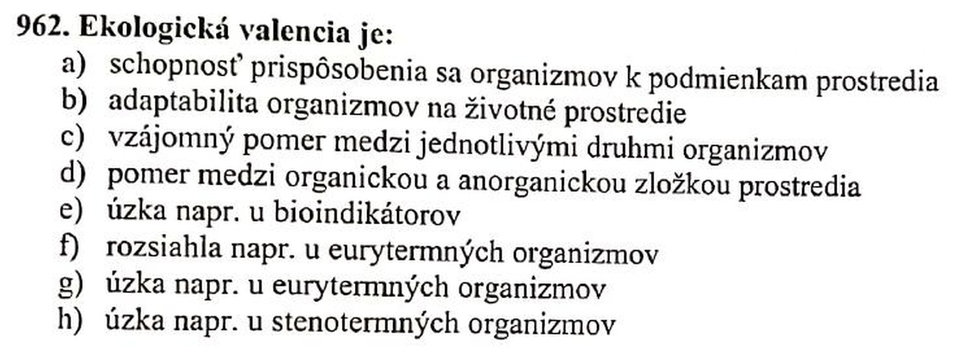 962. Ekologická valencia je:
a) schopnosť prispôsobenia sa organizmov k podmienkam prostredia
b) adaptabilita organizmov na životné prostredie
c) vzájomný pomer medzi jednotlivými druhmi organizmov
d) pomer medzi organickou a anorganickou zložkou prostredia
e) úzka napr. u bioindikátorov
f) rozsiahla napr. u eurytermných organizmov
g) úzka napr. u eurytermných organizmov
h) úzka napr. u stenotermných organizmov